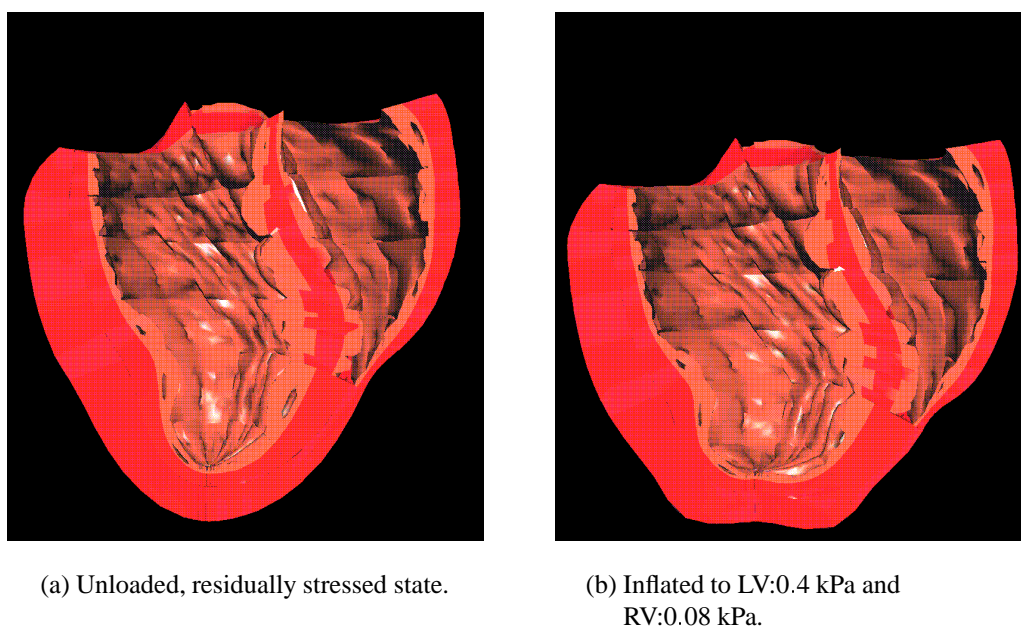 (a) Unloaded, residually stressed state.
(b) Inflated to LV:0.4 kPa and
RV:0.08 kPa.